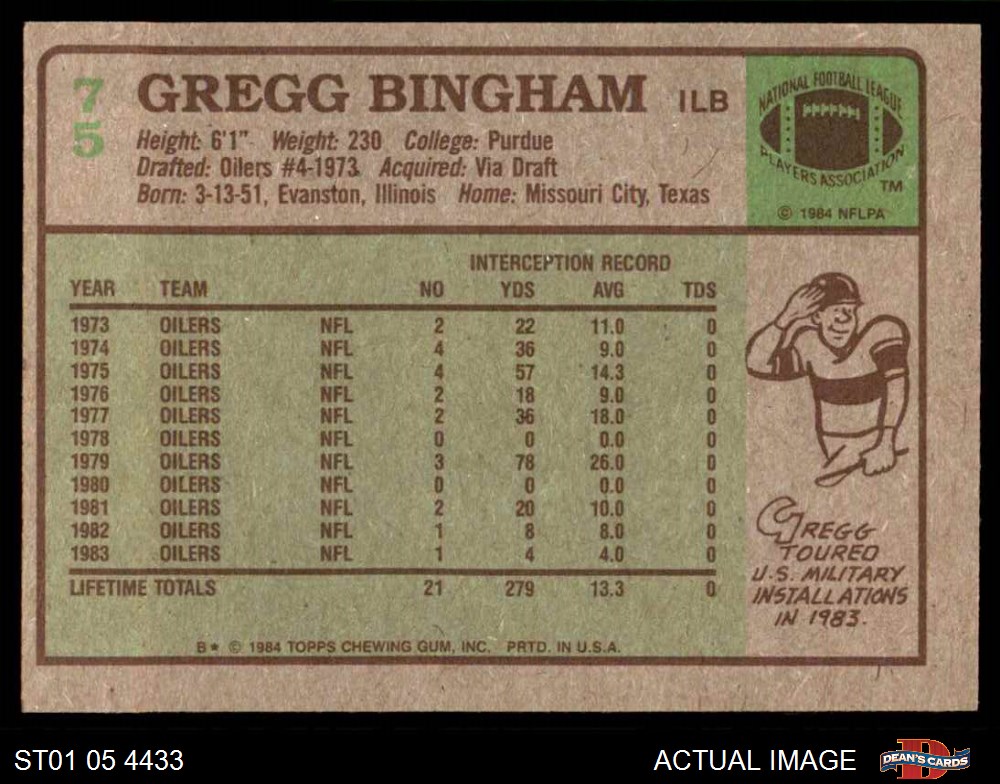 75
GREGG BINGHAM 1LB
Height: 6'1" Weight: 230 College: Purdue
Drafted: Oilers #4-1973 Acquired: Via Draft
Born: 3-13-51, Evanston, Illinois Home: Missouri City, Texas
NATIONAL FOOTBALL LEAGUE
PLAYERS ASSOCIATION
TM
© 1984 NFLPA
INTERCEPTION RECORD
YEAR TEAM NO YDS AVG TDS
1973 OILERS NFL 2 22 11.0 0
1974 OILERS NFL 4 36 9.0 0
1975 OILERS NFL 4 57 14.3 0
1976 OILERS NFL 2 18 9.0 0
1977 OILERS NFL 2 36 18.0 0
1978 OILERS NFL 0 0 0.0 0
1979 OILERS NFL 3 78 26.0 0
1980 OILERS NFL 0 0 0.0 0
1981 OILERS NFL 2 20 10.0 0
1982 OILERS NFL 1 8 8.0 0
1983 OILERS NFL 1 4 4.0 0
LIFETIME TOTALS 21 279 13.3 0
GREGG
TOURED
U.S. MILITARY
INSTALLATIONS
IN 1983.
B* © 1984 TOPPS CHEWING GUM, INC. PRTD. IN U.S.A.
ST01 05 4433
ACTUAL IMAGE
D
DEAN'S CARDS